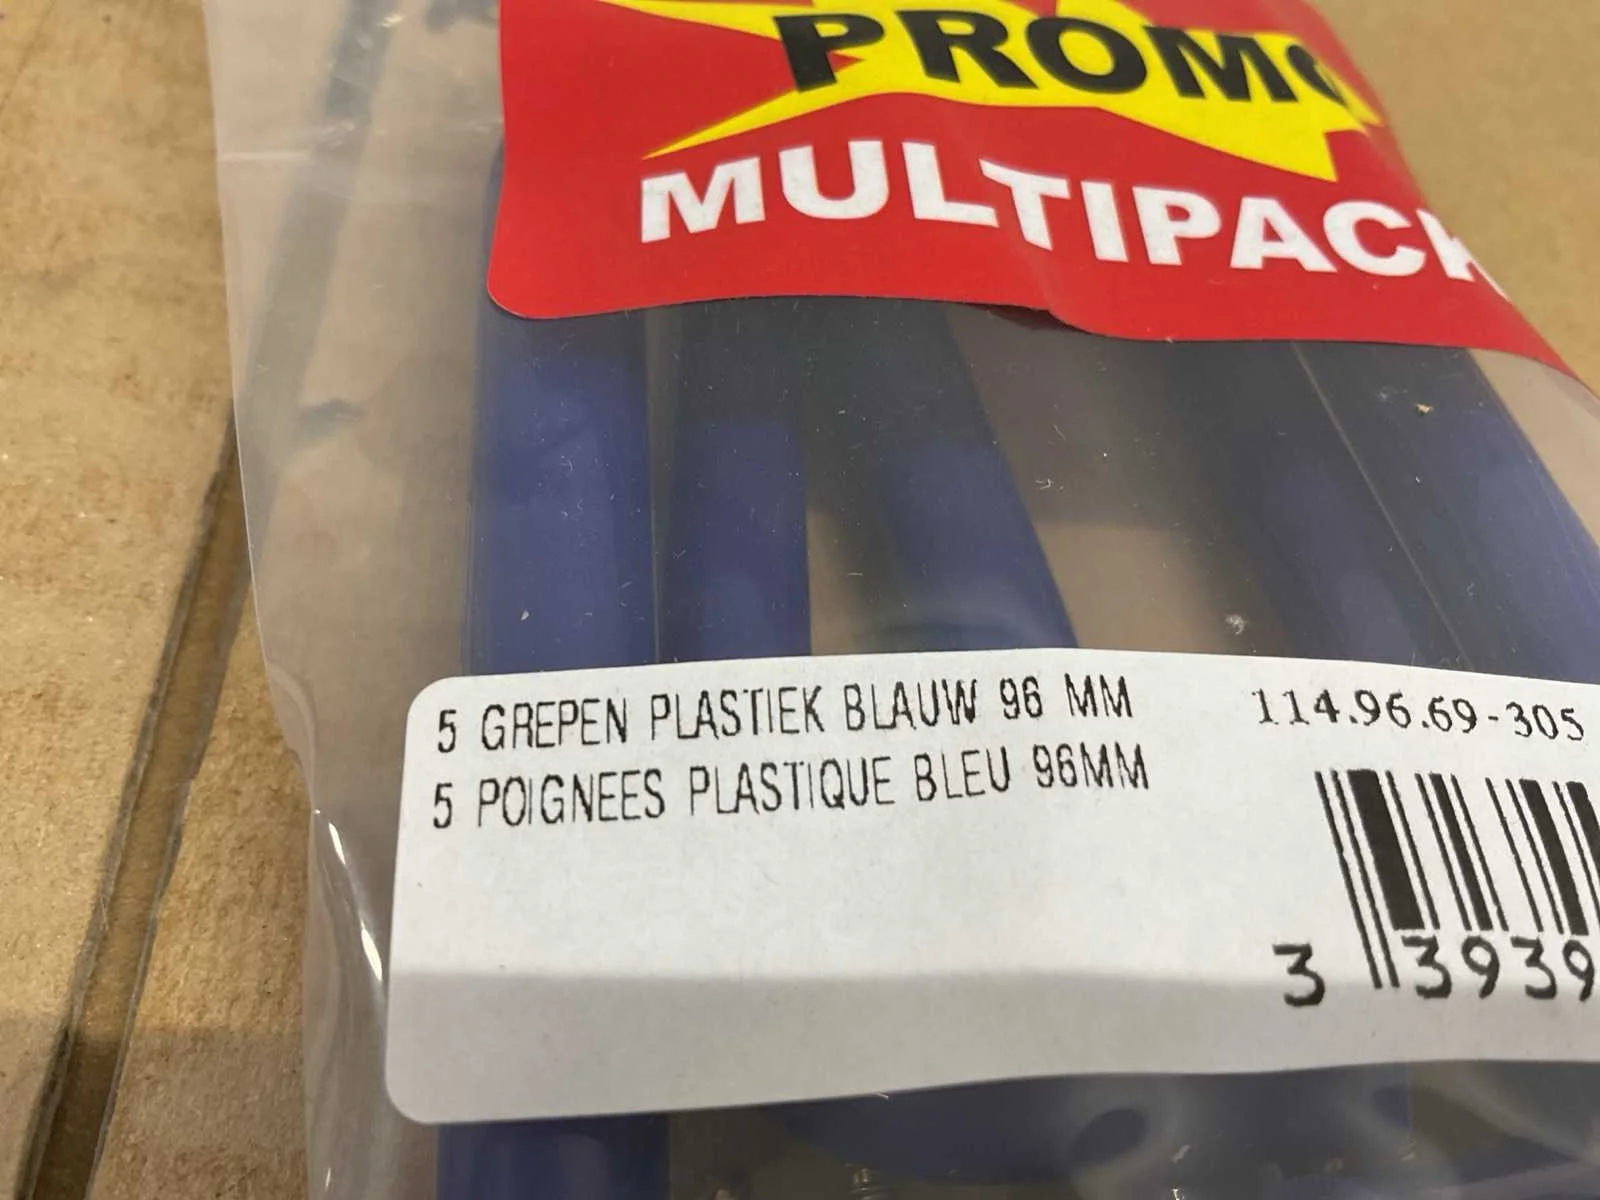 PROMO
MULTIPACK
5 GREPEN PLASTIEK BLAUW 96 MM
114.96.69-305
5 POIGNEES PLASTIQUE BLEU 96MM
3 3939